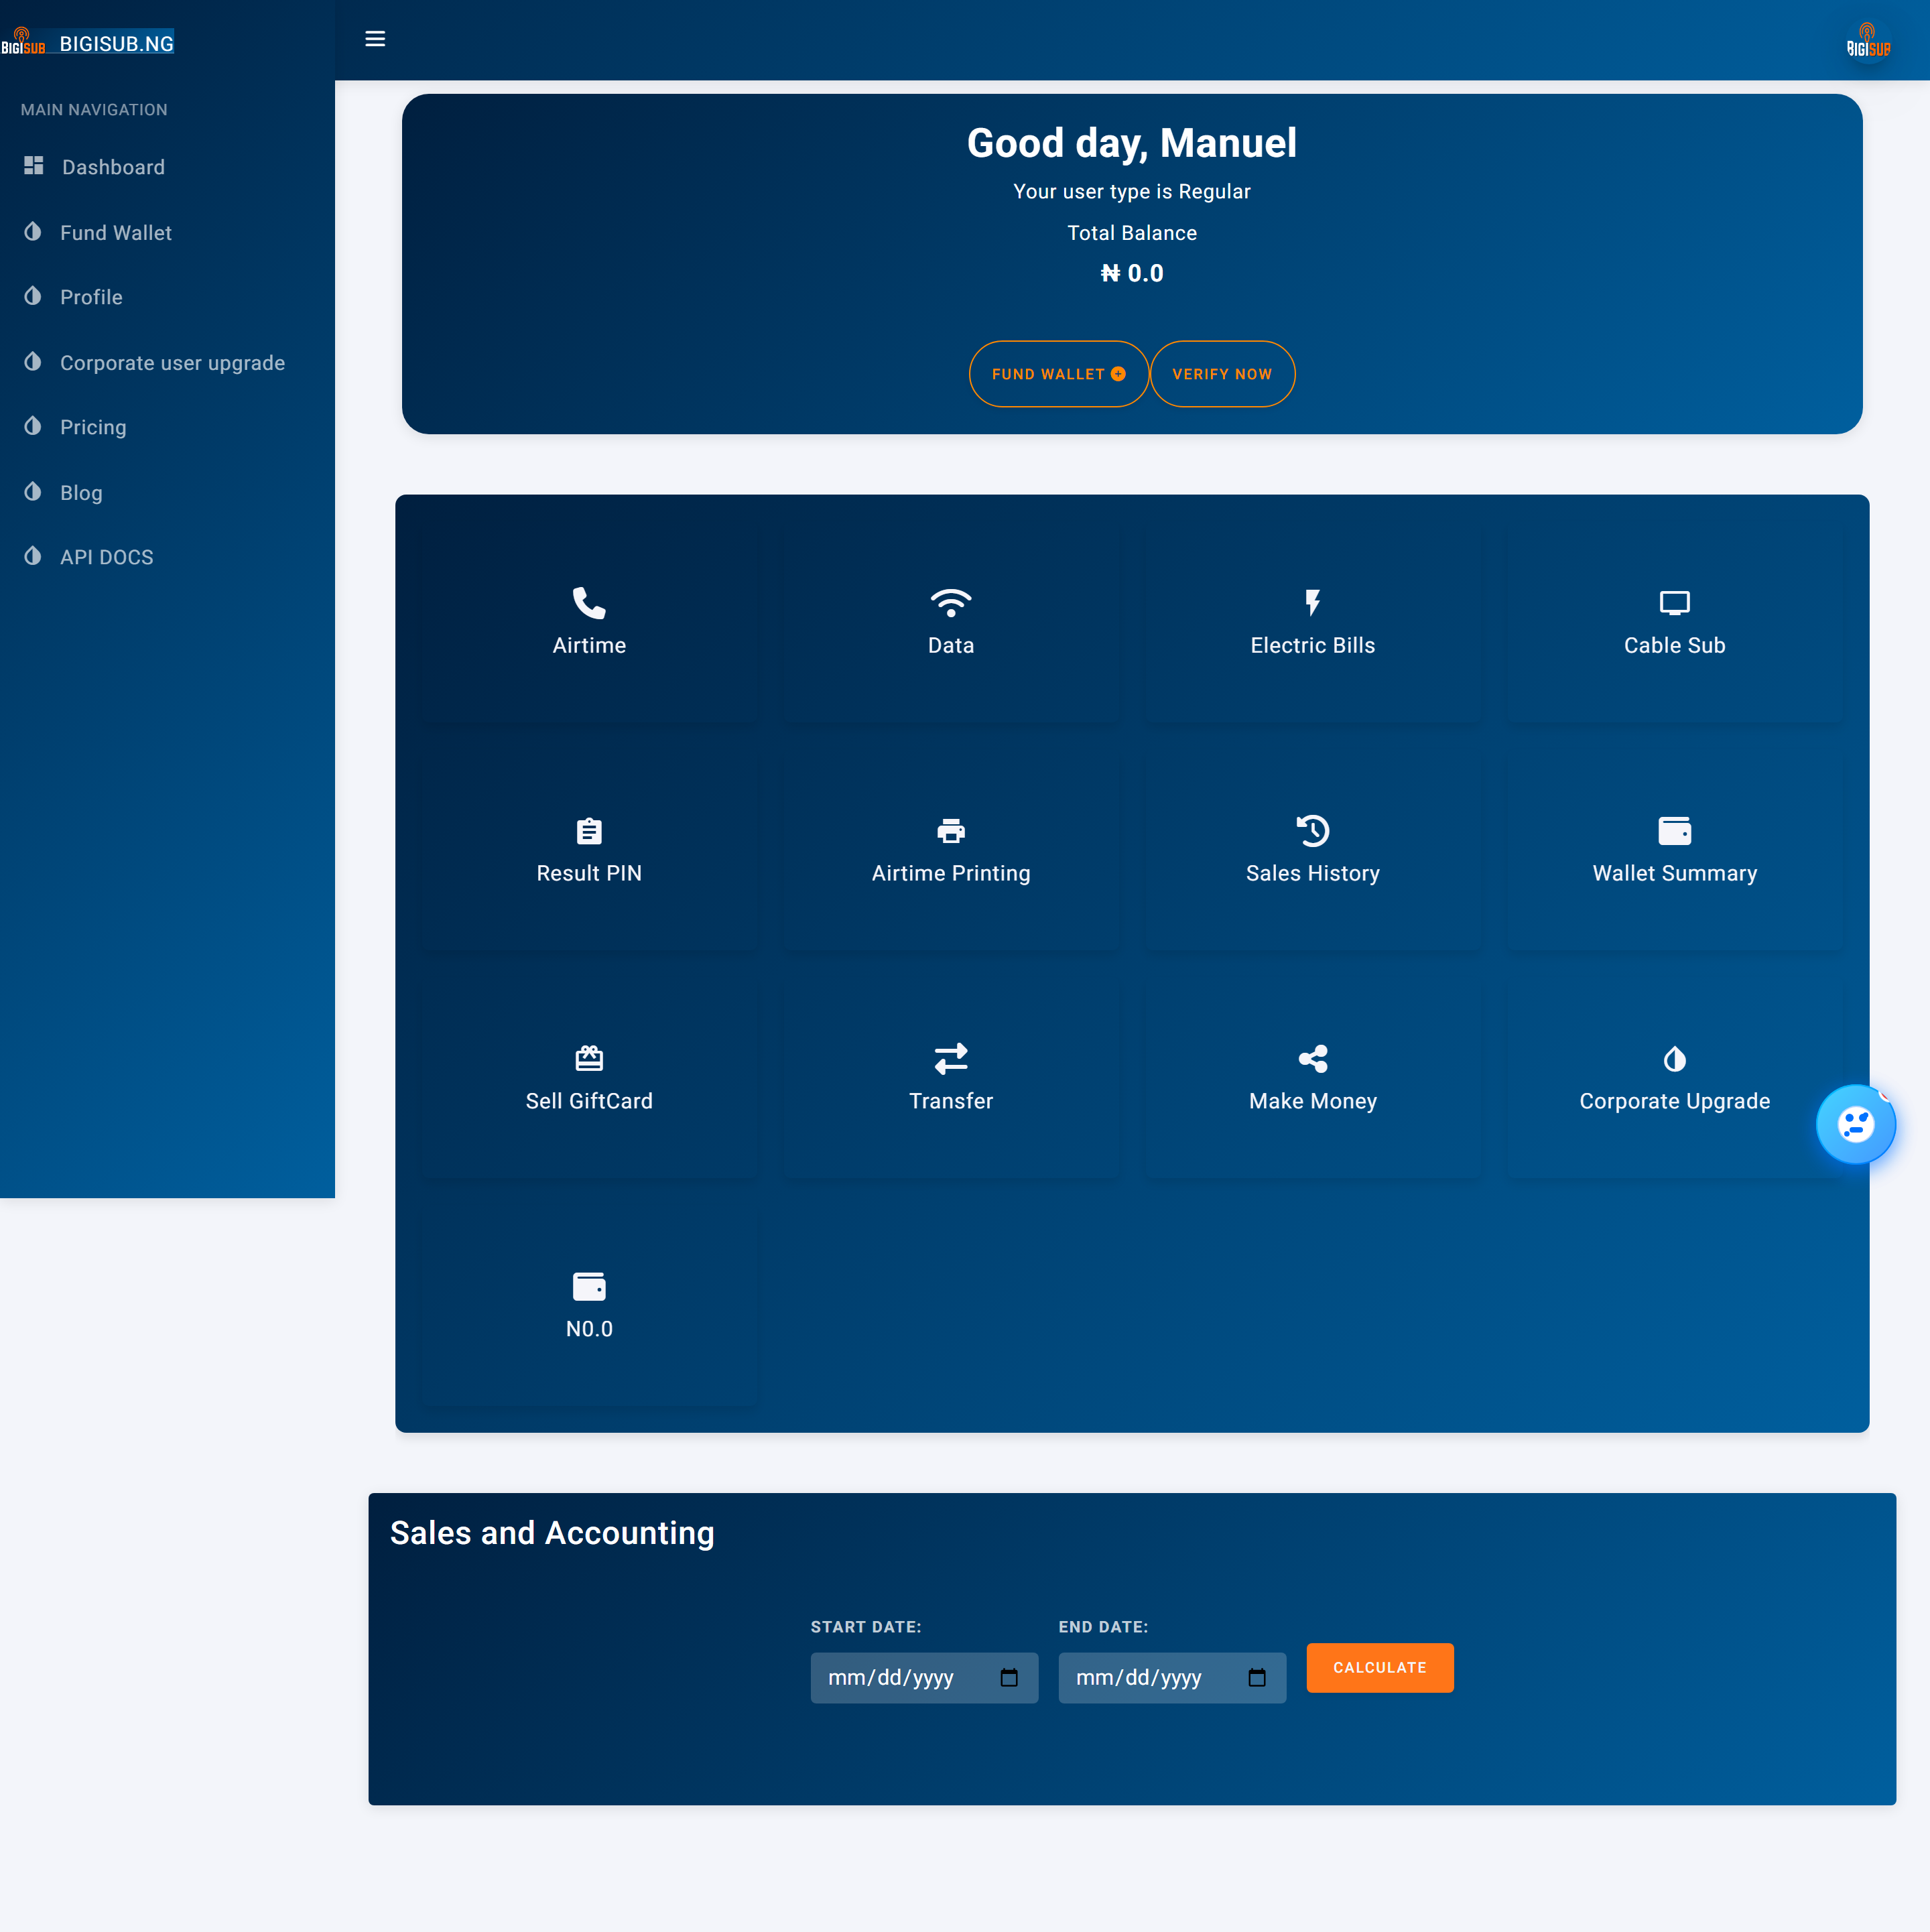 BIGISUB BIGISUB.NG
BIGISUB
MAIN NAVIGATION
Dashboard
Fund Wallet
Profile
Corporate user upgrade
Pricing
Blog
API DOCS
Good day, Manuel
Your user type is Regular
Total Balance
₦ 0.0
FUND WALLET
VERIFY NOW
Airtime
Data
Electric Bills
Cable Sub
Result PIN
Airtime Printing
Sales History
Wallet Summary
Sell GiftCard
Transfer
Make Money
Corporate Upgrade
N0.0
Sales and Accounting
START DATE:
END DATE:
mm/dd/yyyy
mm/dd/yyyy
CALCULATE